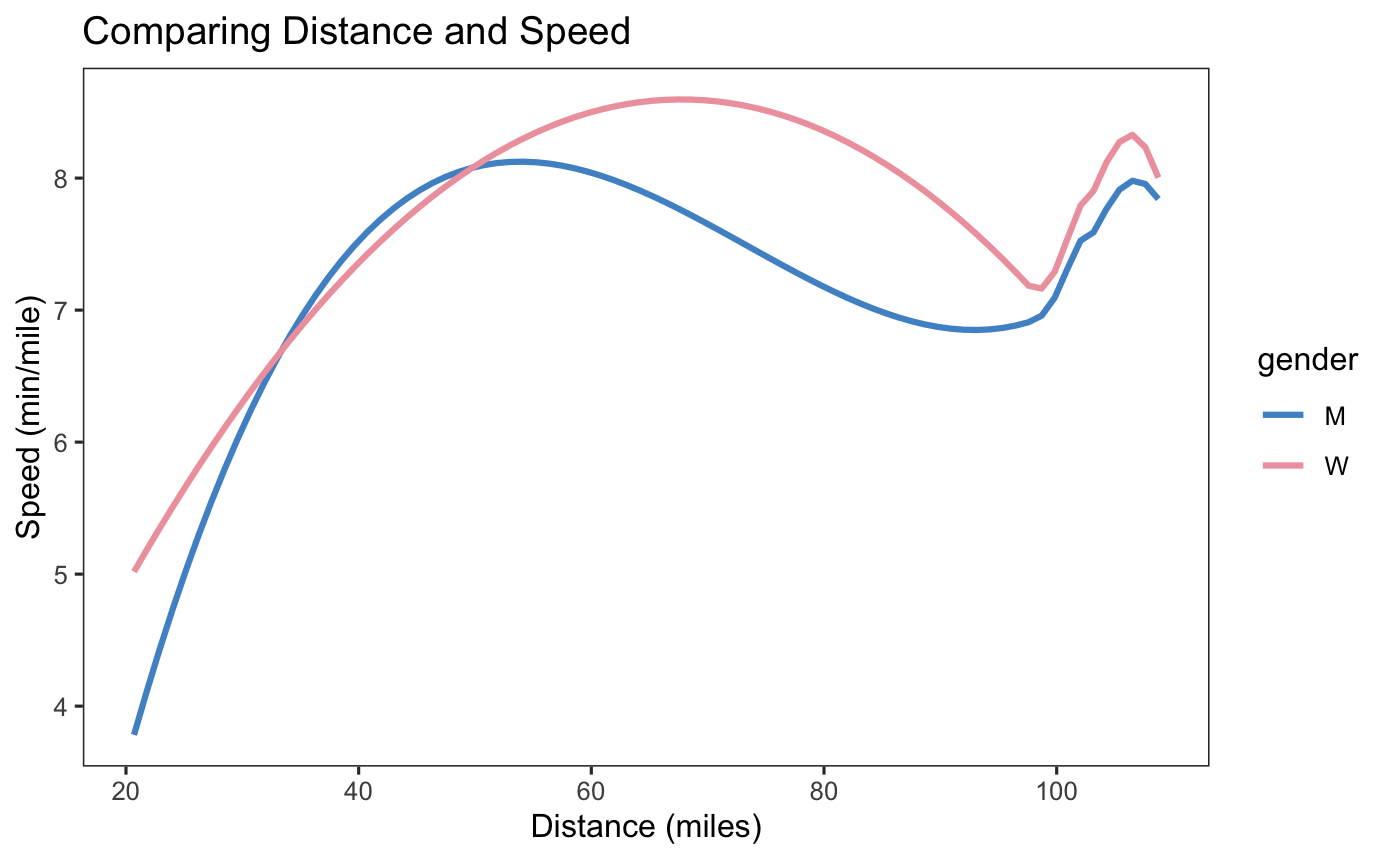 Comparing Distance and Speed
Speed (min/mile)
8
7
6
5
4
20 40 60 80 100
Distance (miles)
gender
M
W